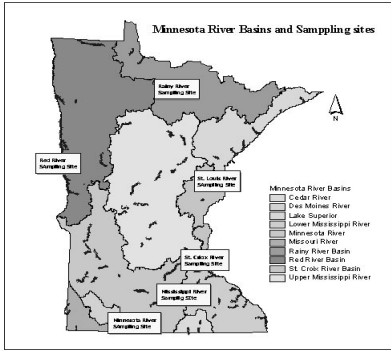 Minnesota River Basins and Samppling sites
Rainy River
Sampling Site
N
Red River
SAmpling Site
St. Louis River
SAmpling Site
Minnesota River Basins
Cedar River
Des Moines River
Lake Superior
Lower Mississippi River
Minnesota River
Missouri River
Rainy River Basin
Red River Basin
St. Croix River Basin
Upper Mississippi River
St. Croix River
Sampling Site
Mississippi River
Samplig SIte
Minnesota River
SAmpling Site